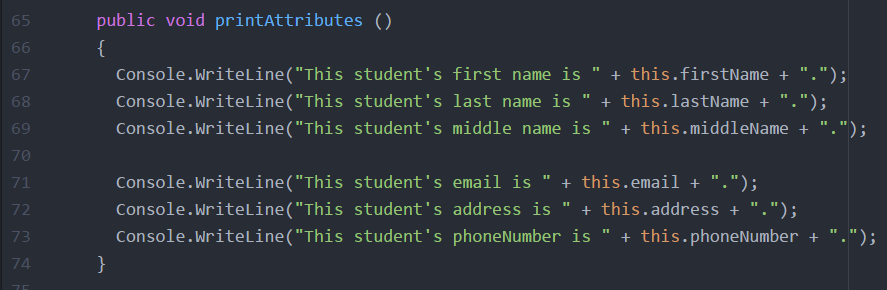 65 public void printAttributes ()
66 {
67 Console.WriteLine("This student's first name is " + this.firstName + ".");
68 Console.WriteLine("This student's last name is " + this.lastName + ".");
69 Console.WriteLine("This student's middle name is " + this.middleName + ".");
70
71 Console.WriteLine("This student's email is " + this.email + ".");
72 Console.WriteLine("This student's address is " + this.address + ".");
73 Console.WriteLine("This student's phoneNumber is " + this.phoneNumber + ".");
74 }
75